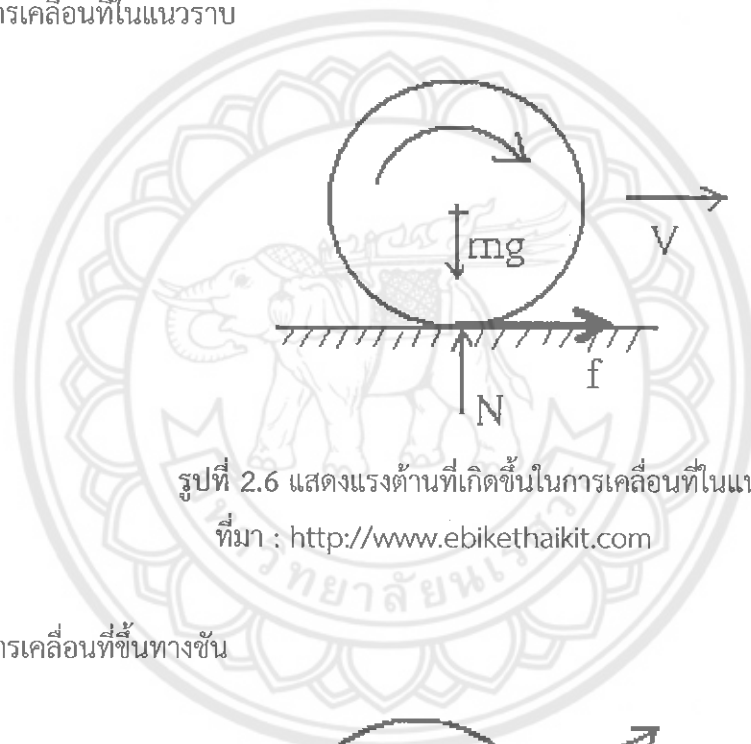 ารเคลื่อนที่ในแนวราบ
mg
V
f
N
รูปที่ 2.6 แสดงแรงต้านที่เกิดขึ้นในการเคลื่อนที่ในแน
ที่มา : http://www.ebikethaikit.com
ารเคลื่อนที่ขึ้นทางชัน